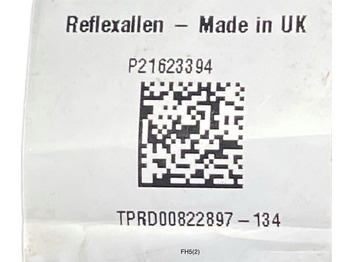 Reflexallen – Made in UK
P21623394
TPRD00822897-134
FH5(2)